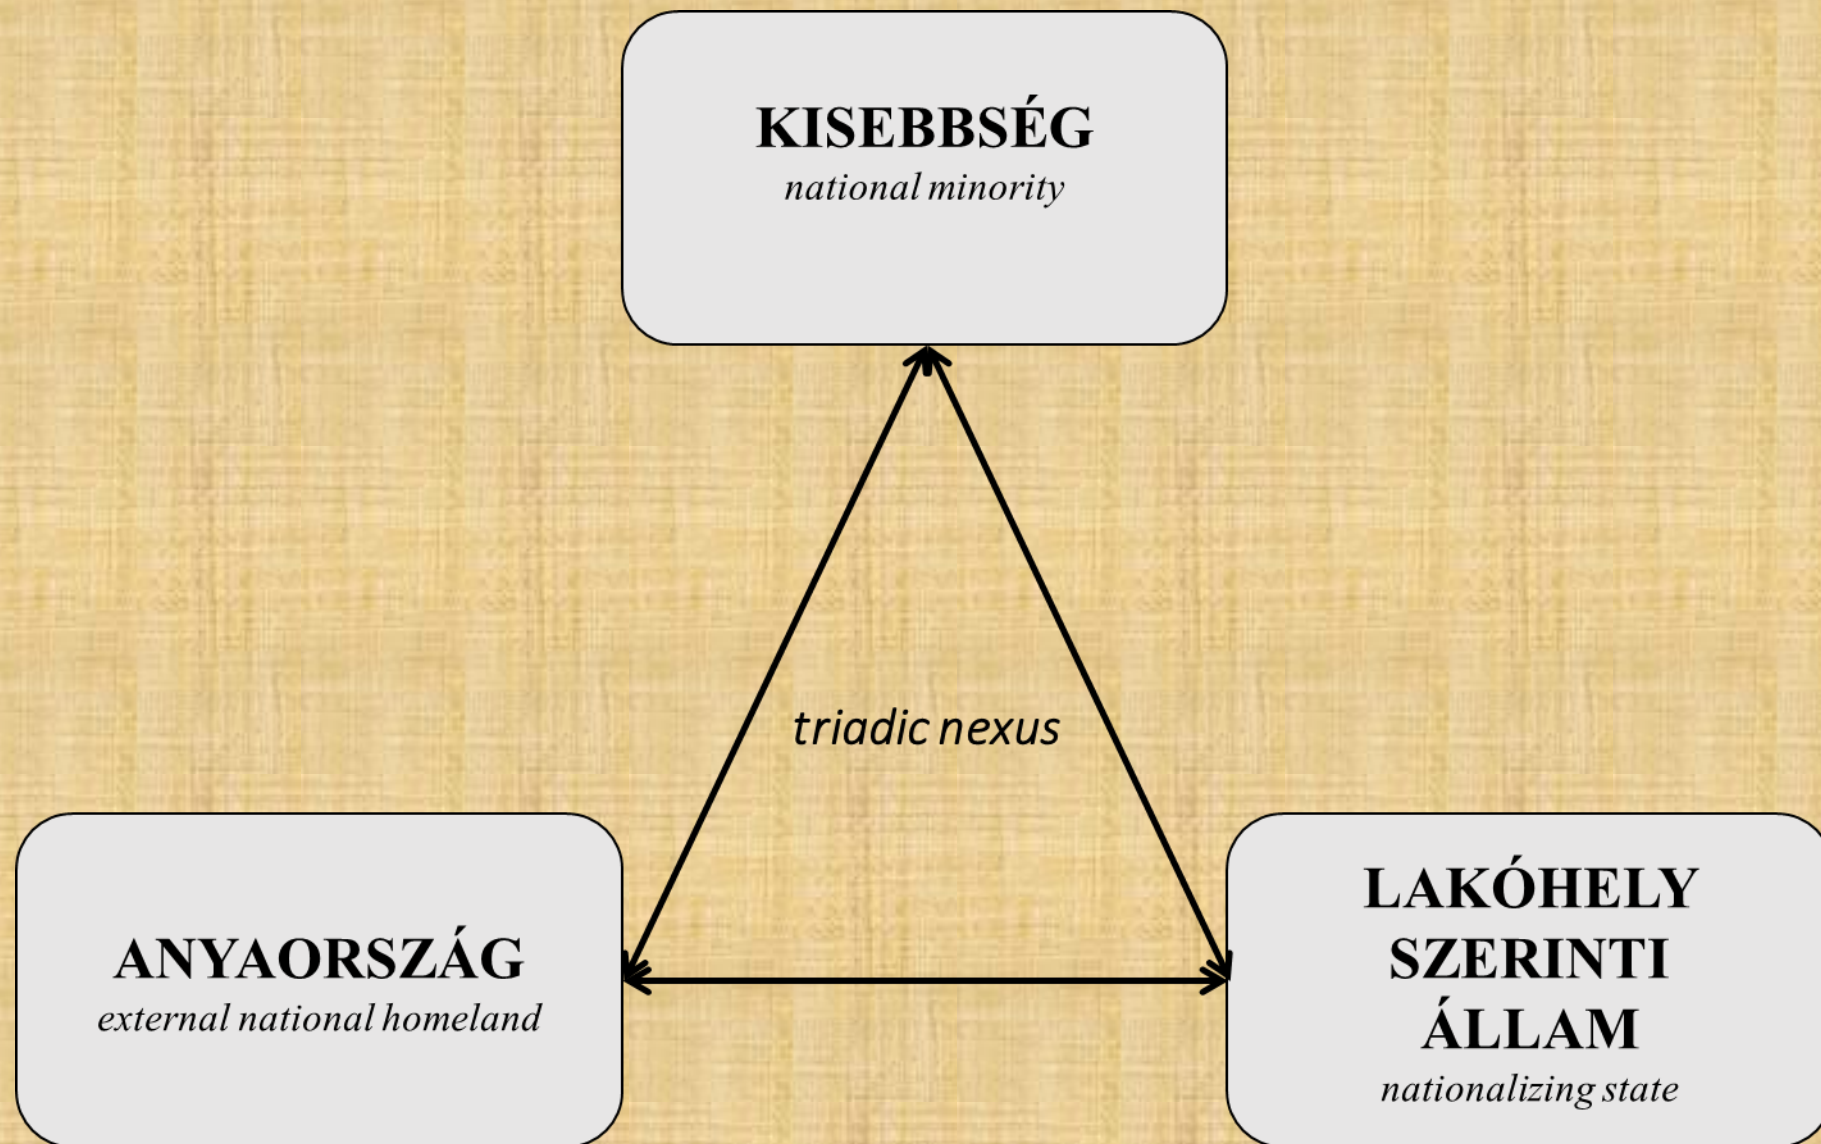 KISEBBSÉG
national minority
triadic nexus
ANYAORSZÁG
external national homeland
LAKÓHELY
SZERINTI
ÁLLAM
nationalizing state